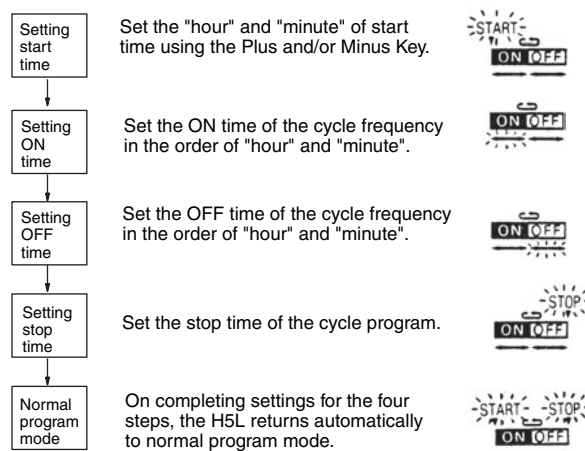 Setting
start
time
Set the "hour" and "minute" of start
time using the Plus and/or Minus Key.
START
ON OFF
Setting
ON
time
Set the ON time of the cycle frequency
in the order of "hour" and "minute".
ON OFF
Setting
OFF
time
Set the OFF time of the cycle frequency
in the order of "hour" and "minute".
ON OFF
Setting
stop
time
Set the stop time of the cycle program.
STOP
ON OFF
Normal
program
mode
On completing settings for the four
steps, the H5L returns automatically
to normal program mode.
START STOP
ON OFF